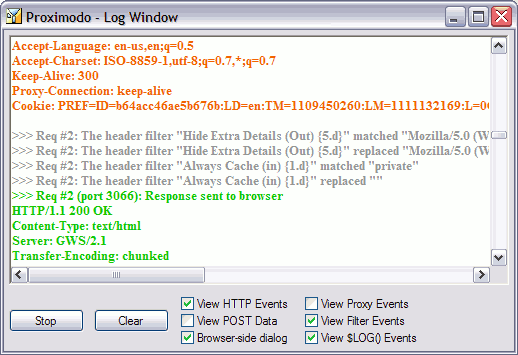 Proximodo - Log Window
Accept-Language: en-us,en;q=0.5
Accept-Charset: ISO-8859-1,utf-8;q=0.7,*;q=0.7
Keep-Alive: 300
Proxy-Connection: keep-alive
Cookie: PREF=ID=b64acc46ae5b676b:LD=en:TM=1109450260:LM=1111132169:L=0
>>> Req #2: The header filter "Hide Extra Details (Out) {5.d}" matched "Mozilla/5.0 (W
>>> Req #2: The header filter "Hide Extra Details (Out) {5.d}" replaced "Mozilla/5.0 (W
>>> Req #2: The header filter "Always Cache (in) {1.d}" matched "private"
>>> Req #2: The header filter "Always Cache (in) {1.d}" replaced ""
>>> Req #2 (port 3066): Response sent to browser
HTTP/1.1 200 OK
Content-Type: text/html
Server: GWS/2.1
Transfer-Encoding: chunked
Stop Clear
View HTTP Events View Proxy Events
View POST Data View Filter Events
Browser-side dialog View $LOG() Events